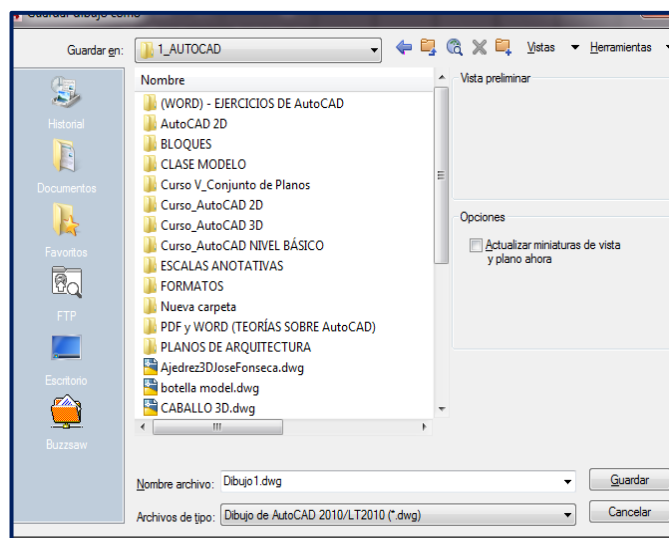 Guardar dibujo como
Guardar en: 1_AUTOCAD Vistas Herramientas
Nombre
(WORD) - EJERCICIOS DE AutoCAD
AutoCAD 2D
BLOQUES
CLASE MODELO
Curso V_Conjunto de Planos
Curso_AutoCAD 2D
Curso_AutoCAD 3D
Curso_AutoCAD NIVEL BÁSICO
ESCALAS ANOTATIVAS
FORMATOS
Nueva carpeta
PDF y WORD (TEORÍAS SOBRE AutoCAD)
PLANOS DE ARQUITECTURA
Ajedrez3DJoseFonseca.dwg
botella model.dwg
CABALLO 3D.dwg
Historial
Documentos
Favoritos
FTP
Escritorio
Buzzsaw
Vista preliminar
Opciones
Actualizar miniaturas de vista
y plano ahora
Nombre archivo: Dibujo1.dwg Guardar
Archivos de tipo: Dibujo de AutoCAD 2010/LT2010 (*.dwg) Cancelar